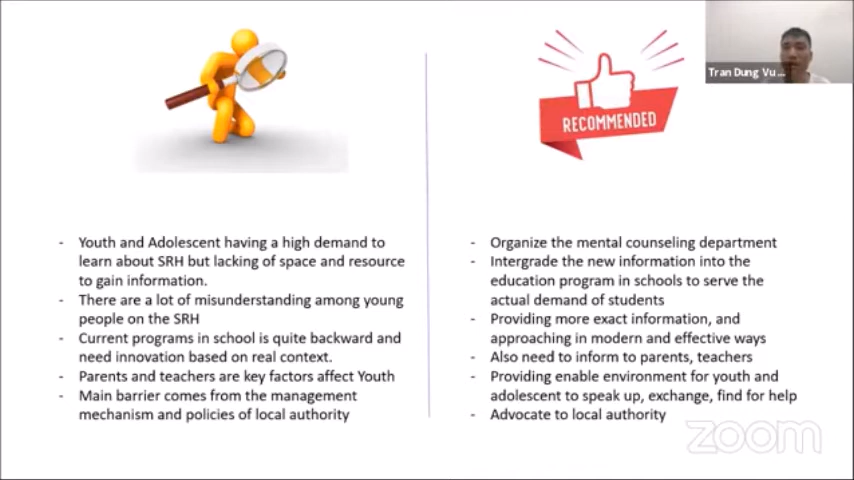 Tran Dung Vu ...
RECOMMENDED
- Youth and Adolescent having a high demand to
learn about SRH but lacking of space and resource
to gain information.
- There are a lot of misunderstanding among young
people on the SRH
- Current programs in school is quite backward and
need innovation based on real context.
- Parents and teachers are key factors affect Youth
- Main barrier comes from the management
mechanism and policies of local authority
- Organize the mental counseling department
- Intergrade the new information into the
education program in schools to serve the
actual demand of students
- Providing more exact information, and
approaching in modern and effective ways
- Also need to inform to parents, teachers
- Providing enable environment for youth and
adolescent to speak up, exchange, find for help
- Advocate to local authority
zoom